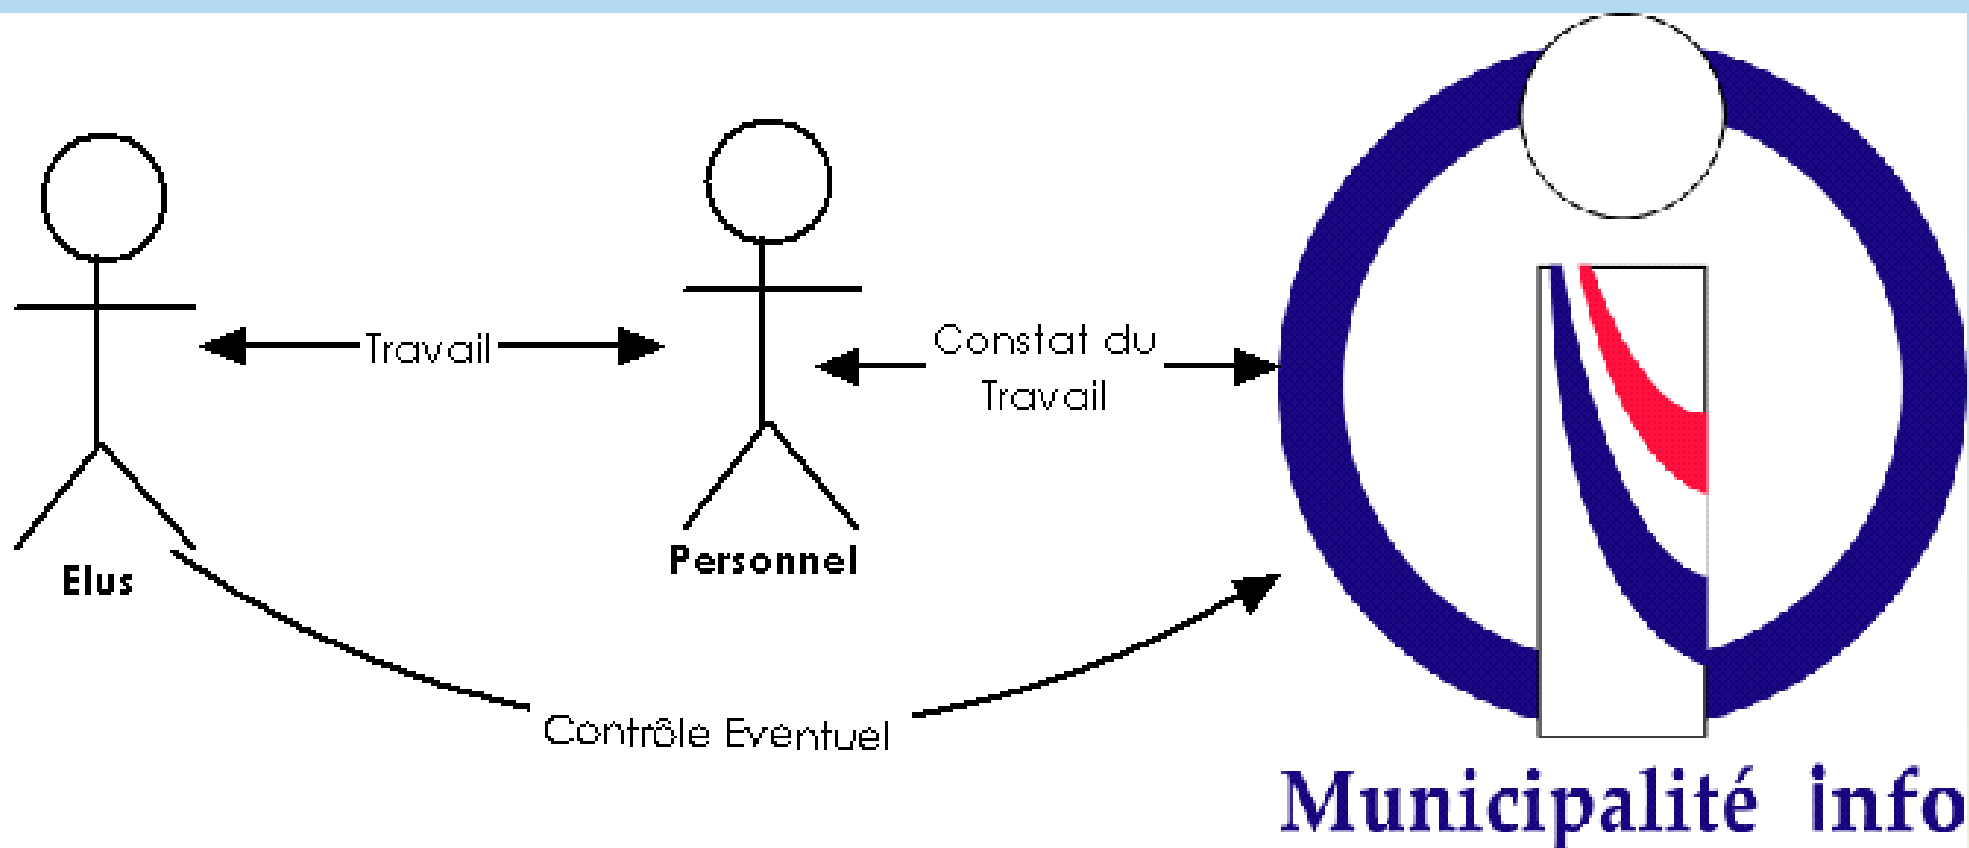 Travail
Constat du
Travail
Elus
Personnel
Contrôle Eventuel
Municipalité info